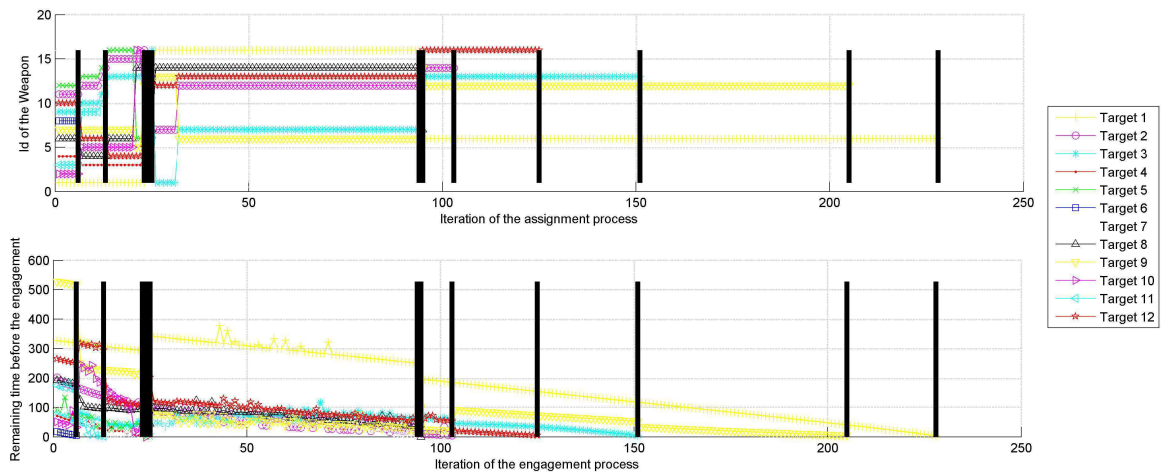 20
15
10
5
0
Id of the Weapon
0 50 100 150 200 250
Iteration of the assignment process
600
500
400
300
200
100
0
Remaining time before the engagement
0 50 100 150 200 250
Iteration of the engagement process
Target 1
Target 2
Target 3
Target 4
Target 5
Target 6
Target 7
Target 8
Target 9
Target 10
Target 11
Target 12